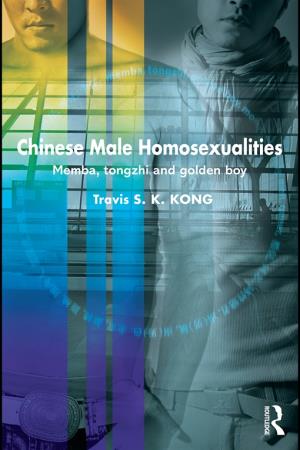 Chinese Male Homosexualities
Memba, tongzhi and golden boy
Travis S. K. KONG
ROUTLEDGE